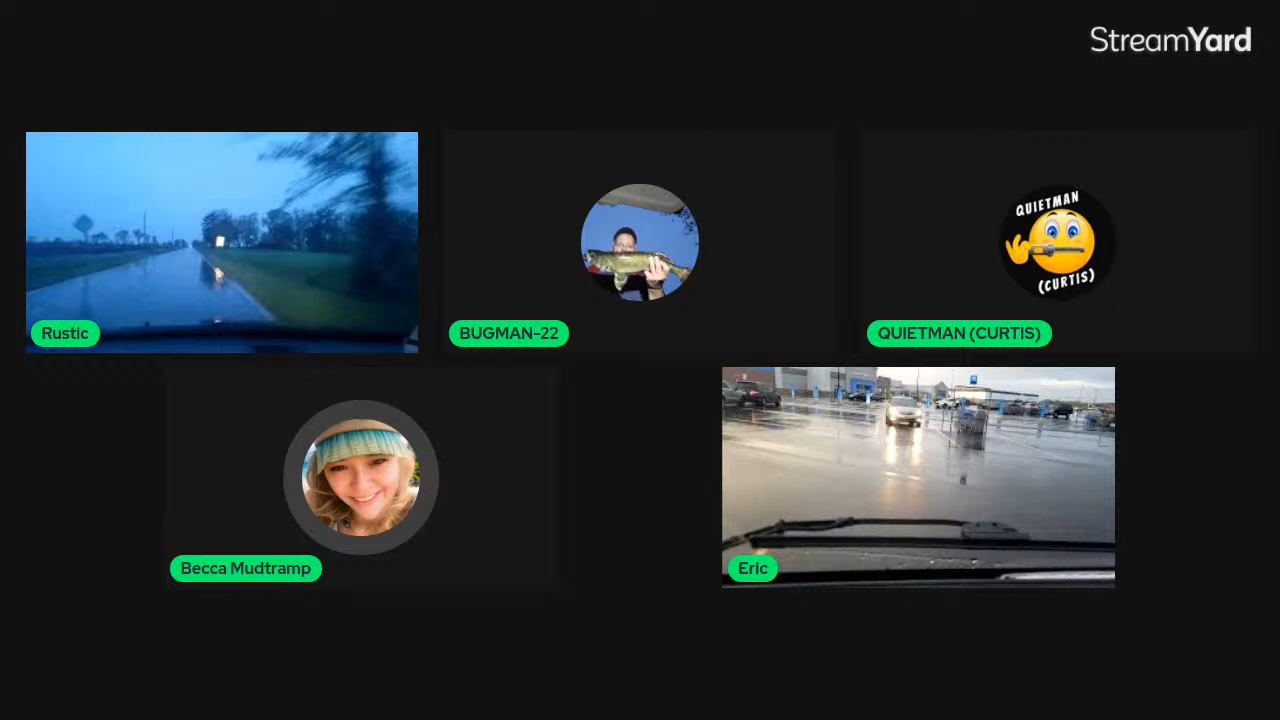 StreamYard
Rustic
BUGMAN-22
QUIETMAN
(CURTIS)
QUIETMAN (CURTIS)
Becca Mudtramp
Eric